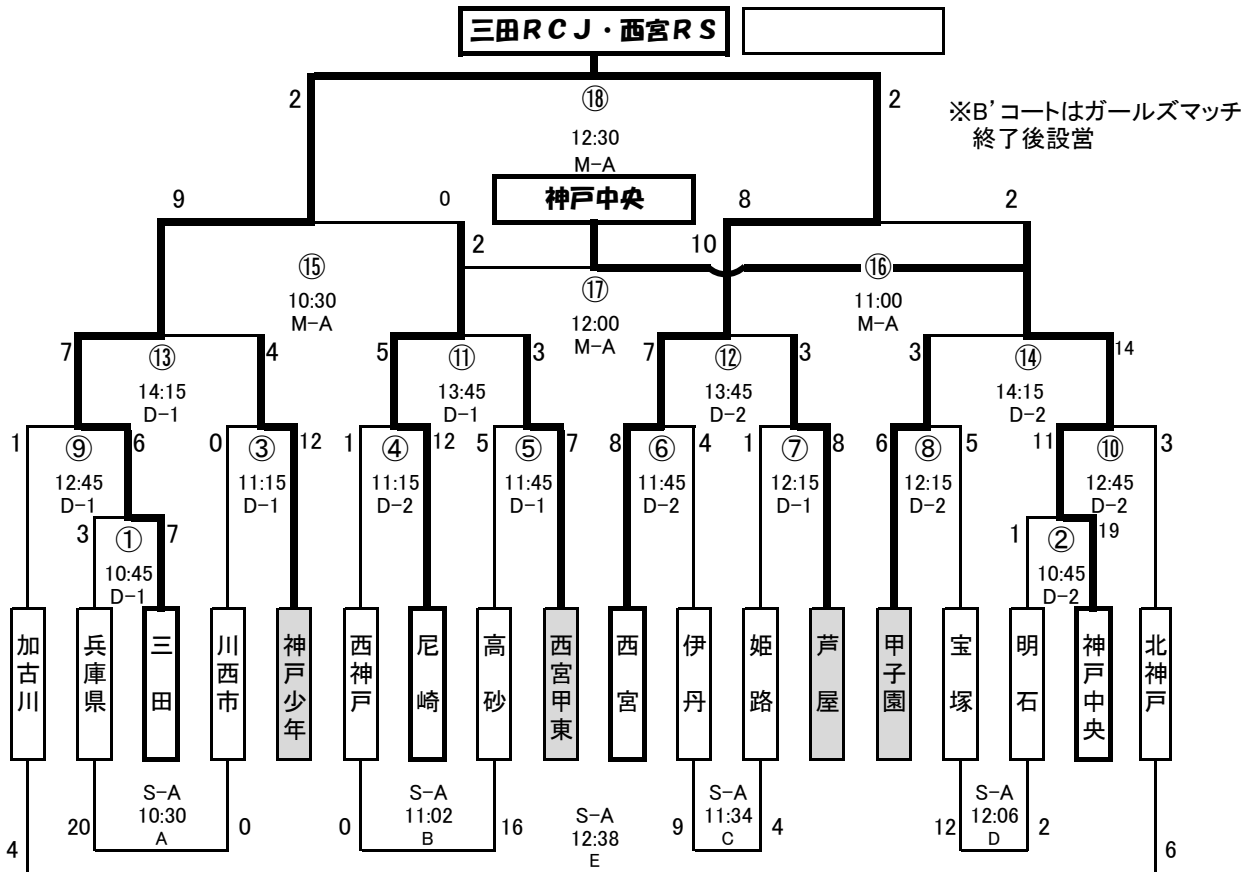 三田RCJ・西宮RS
2
⑱
2
12:30
M-A
※B’コートはガールズマッチ
終了後設営
9
0
神戸中央
8
2
2
10
⑮
10:30
M-A
⑰
12:00
M-A
⑯
11:00
M-A
7
⑬
4
14:15
D-1
5
⑪
3
13:45
D-1
7
⑫
3
13:45
D-2
3
⑭
14
14:15
D-2
1
⑨
6
12:45
D-1
0
③
12
11:15
D-1
1
④
12
11:15
D-2
5
⑤
7
11:45
D-1
8
⑥
4
11:45
D-2
1
⑦
8
12:15
D-1
6
⑧
5
12:15
D-2
11
⑩
3
12:45
D-2
3
①
7
10:45
D-1
1
②
19
10:45
D-2
加古川
兵庫県
三田
川西市
神戸少年
西神戸
尼崎
高砂
西宮甲東
西宮
伊丹
姫路
芦屋
甲子園
宝塚
明石
神戸中央
北神戸
20
S-A
10:30
A
0
0
S-A
11:02
B
16
S-A
12:38
E
9
S-A
11:34
C
4
12
S-A
12:06
D
2
4
6